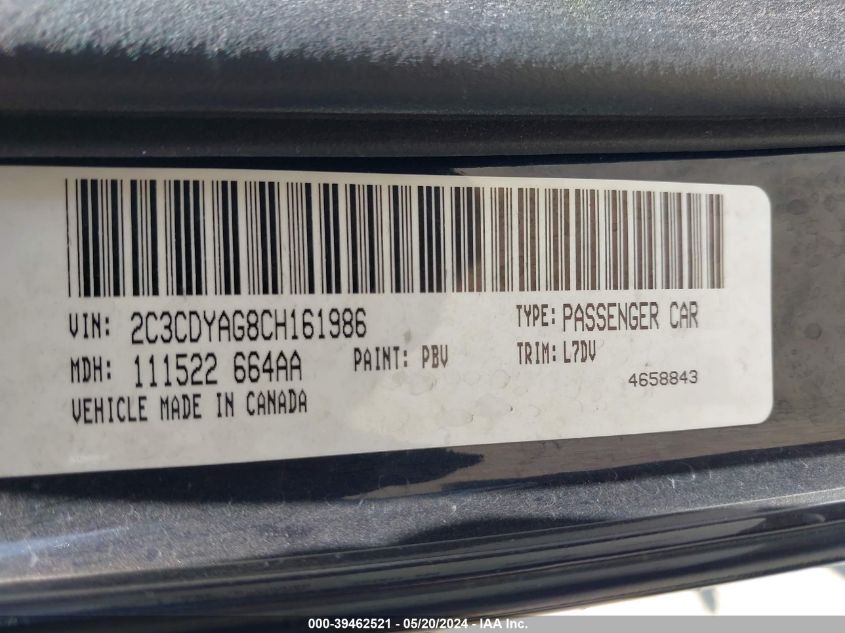 VIN: 2C3CDYAG8CH161986 TYPE: PASSENGER CAR
MDH: 111522 664AA PAINT: PBV TRIM: L7DV
VEHICLE MADE IN CANADA 4658843
000-39462521 - 05/20/2024 - IAA Inc.